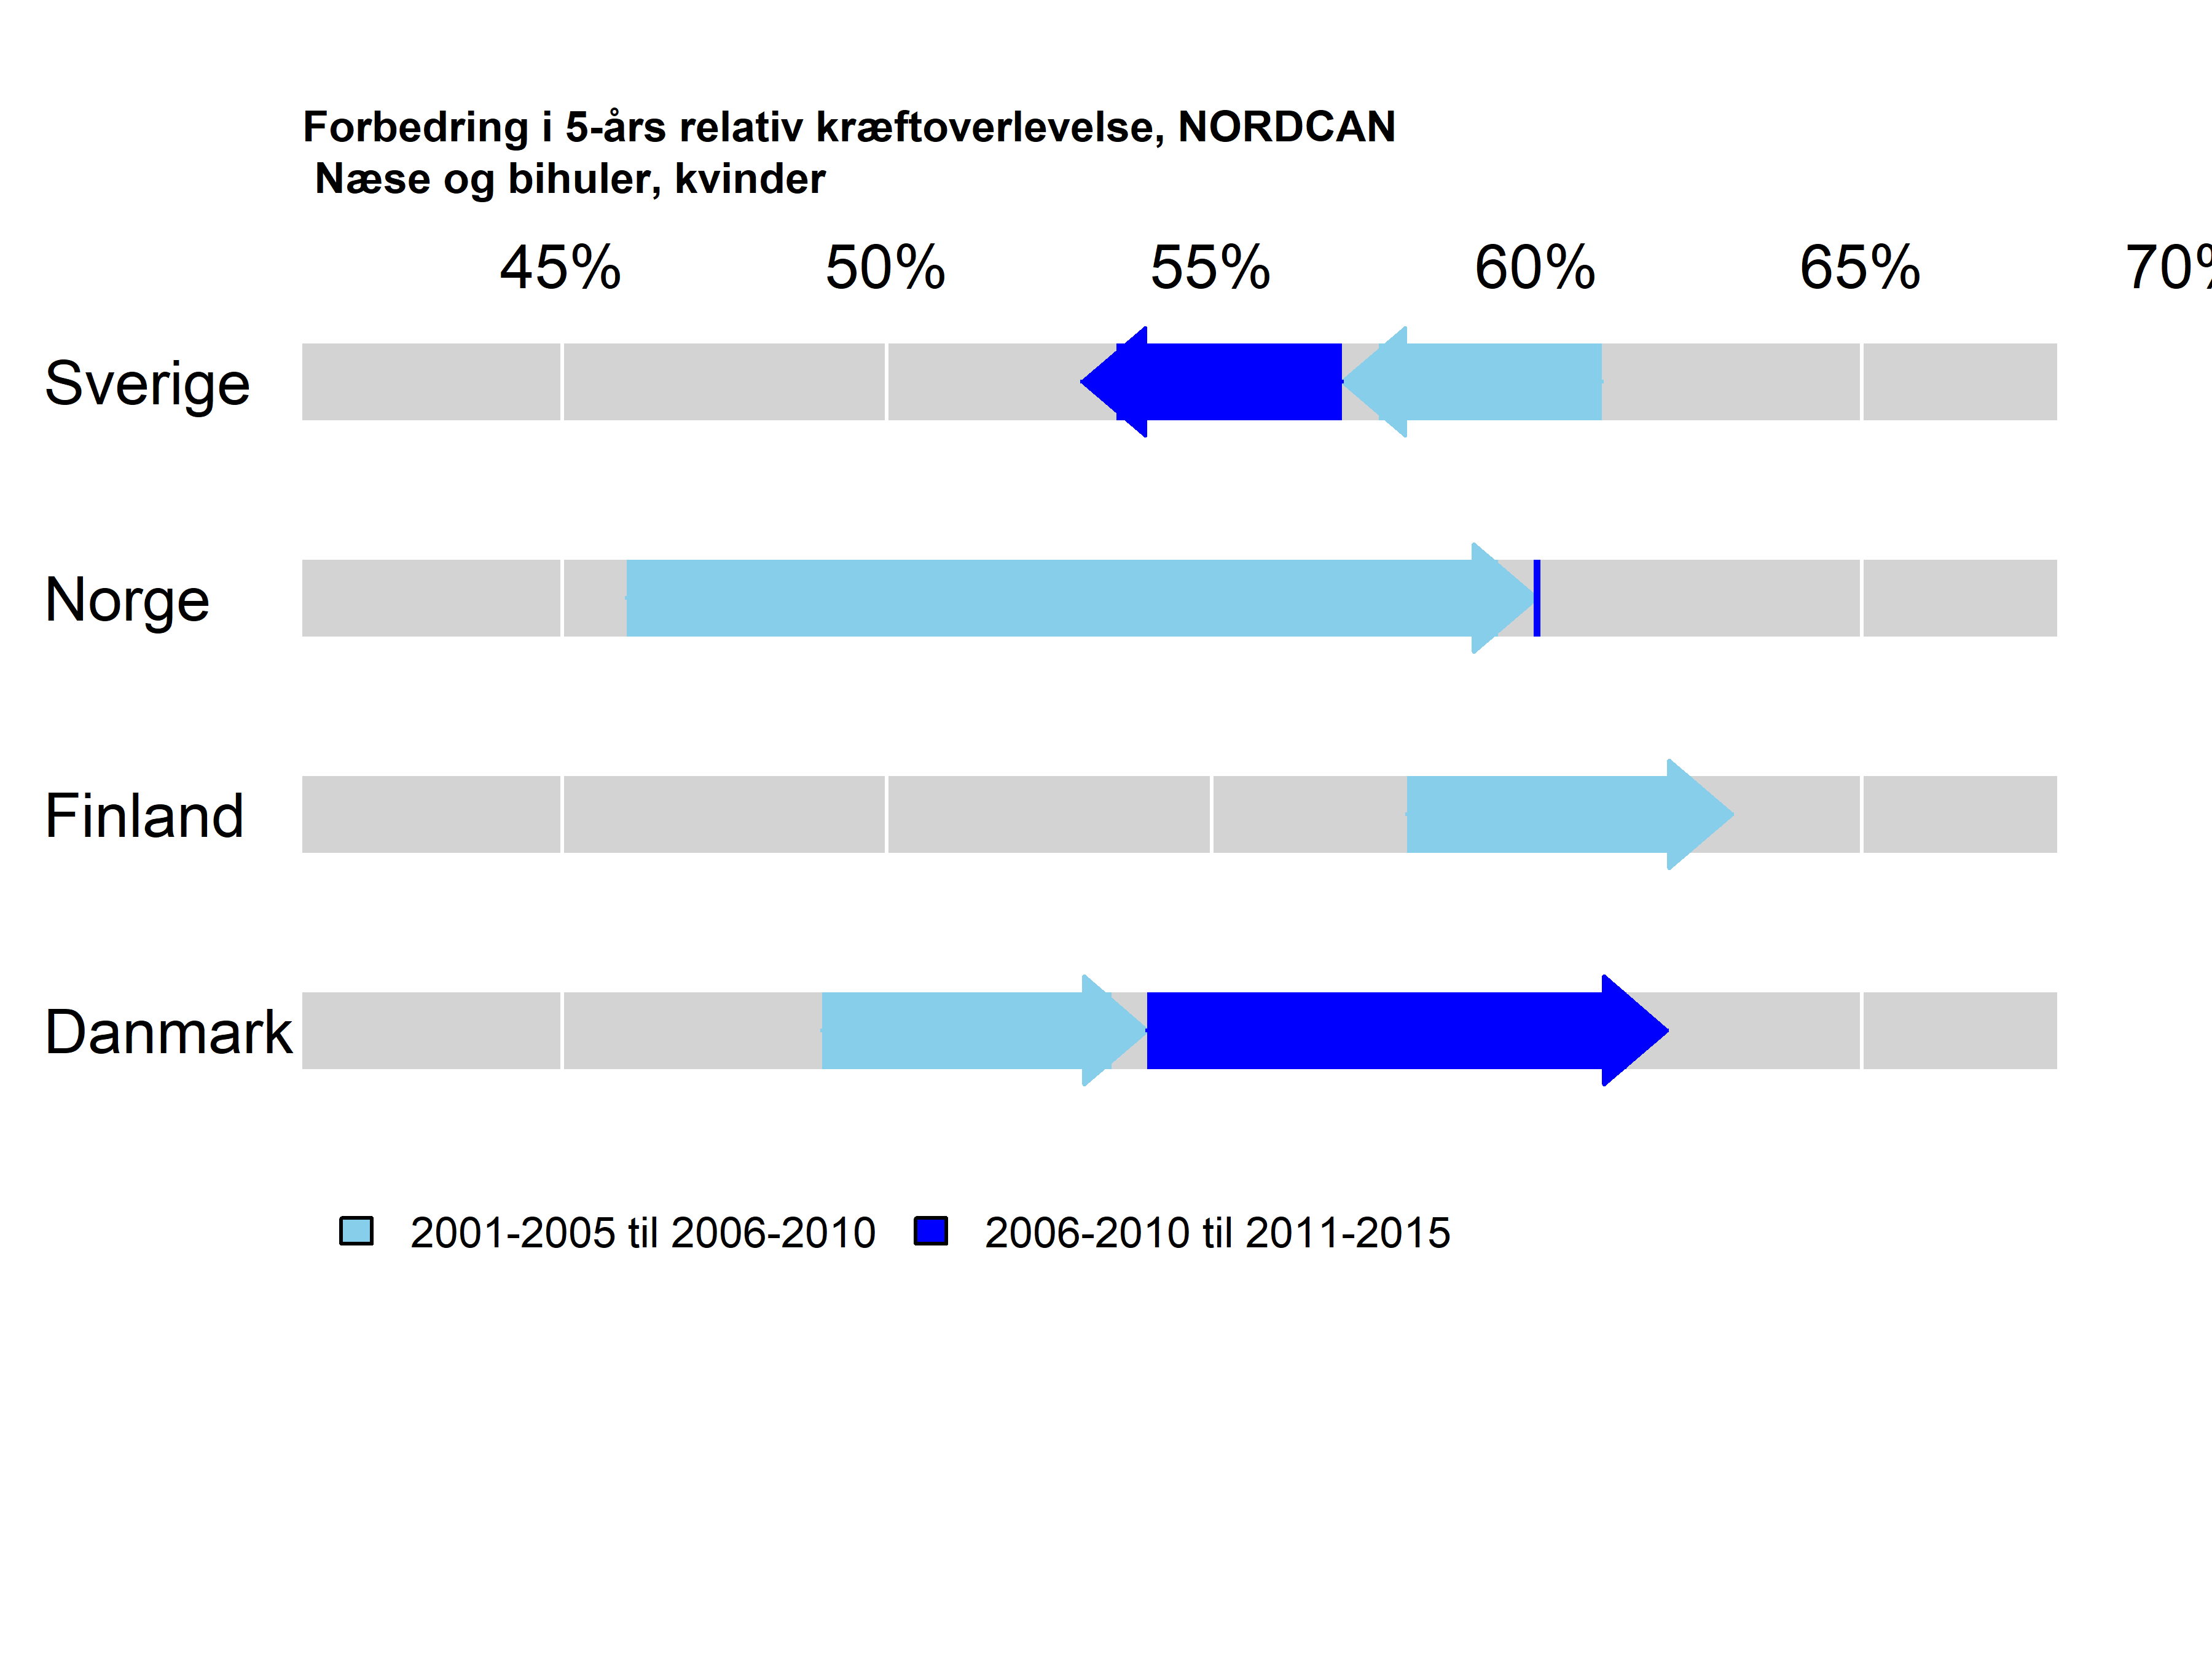 Forbedring i 5-års relativ kræftoverlevelse, NORDCAN
Næse og bihuler, kvinder
45% 50% 55% 60% 65% 70%
Sverige
Norge
Finland
Danmark
2001-2005 til 2006-2010 2006-2010 til 2011-2015